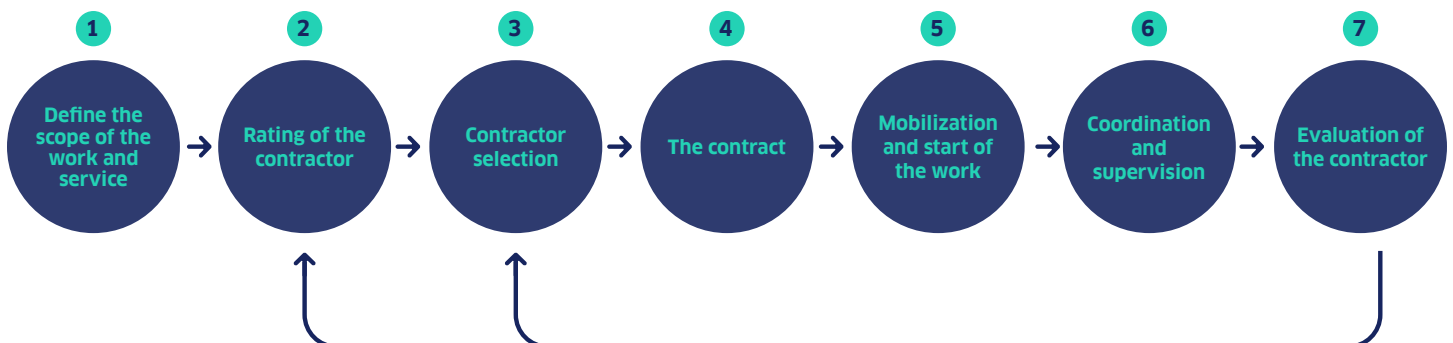 1
2
3
4
5
6
7
Define the
scope of the
work and
service
Rating of the
contractor
Contractor
selection
The contract
Mobilization
and start of
the work
Coordination
and
supervision
Evaluation of
the contractor